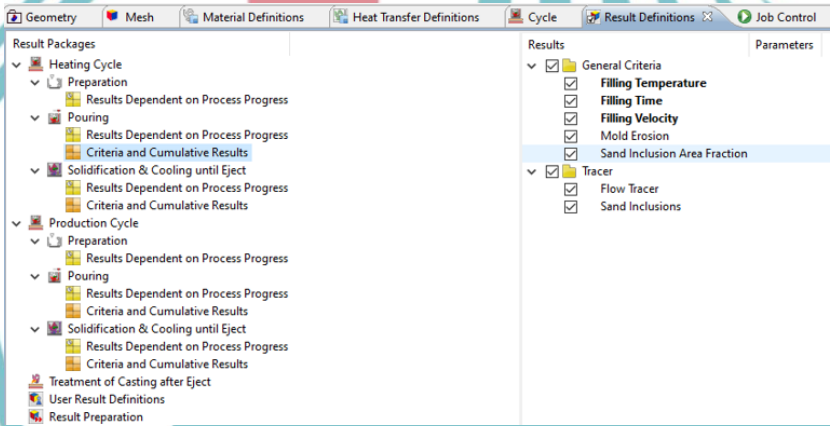 Geometry Mesh Material Definitions Heat Transfer Definitions Cycle Result Definitions Job Control
Result Packages
Heating Cycle
Preparation
Results Dependent on Process Progress
Pouring
Results Dependent on Process Progress
Criteria and Cumulative Results
Solidification & Cooling until Eject
Results Dependent on Process Progress
Criteria and Cumulative Results
Production Cycle
Preparation
Results Dependent on Process Progress
Pouring
Results Dependent on Process Progress
Criteria and Cumulative Results
Solidification & Cooling until Eject
Results Dependent on Process Progress
Criteria and Cumulative Results
Treatment of Casting after Eject
User Result Definitions
Result Preparation
Results Parameters
General Criteria
Filling Temperature
Filling Time
Filling Velocity
Mold Erosion
Sand Inclusion Area Fraction
Tracer
Flow Tracer
Sand Inclusions